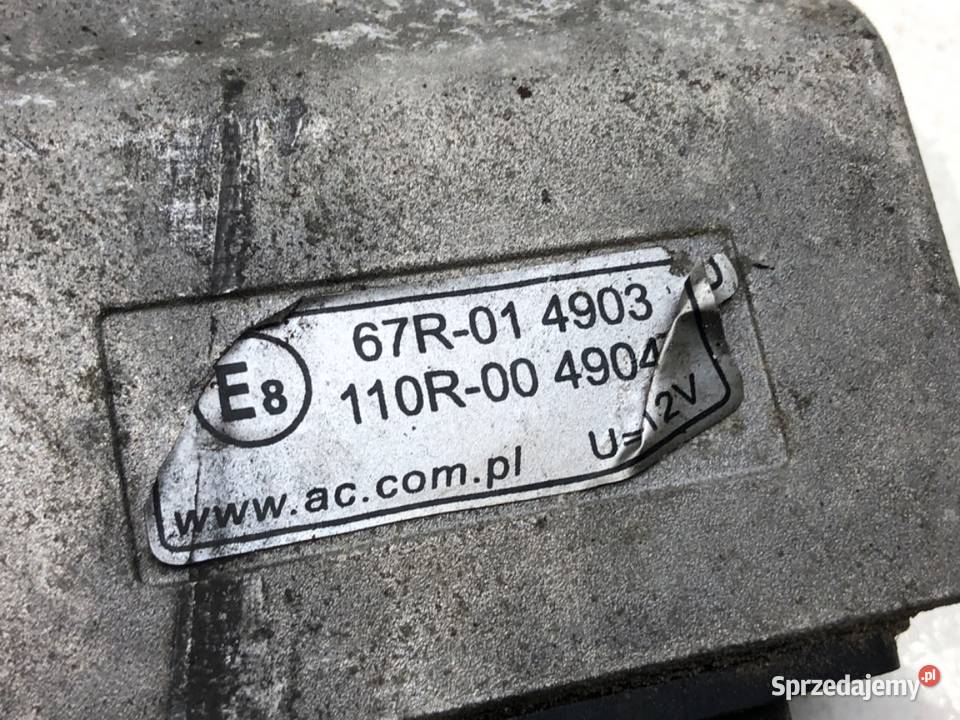 67R-01 4903
E8
110R-00 4904
www.ac.com.pl U=12V
Sprzedajemy.pl